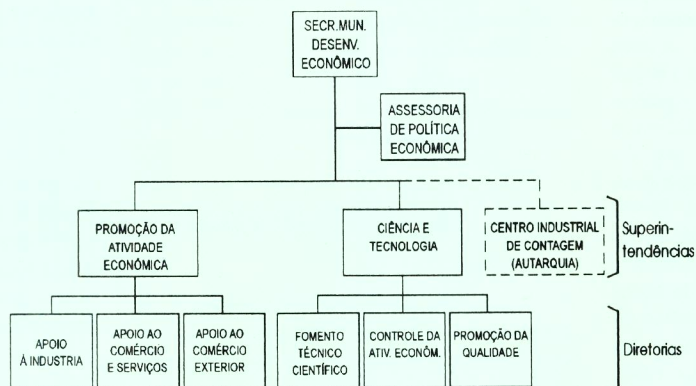 SECR.MUN.
DESENV.
ECONÔMICO
ASSESSORIA
DE POLÍTICA
ECONÔMICA
PROMOÇÃO DA
ATIVIDADE
ECONÔMICA
CIÊNCIA E
TECNOLOGIA
CENTRO INDUSTRIAL
DE CONTAGEM
(AUTARQUIA)
Superin-
tendências
APOIO
À INDUSTRIA
APOIO AO
COMÉRCIO
E SERVIÇOS
APOIO AO
COMÉRCIO
EXTERIOR
FOMENTO
TÉCNICO
CIENTÍFICO
CONTROLE DA
ATIV. ECONÔM.
PROMOÇÃO DA
QUALIDADE
Diretorias